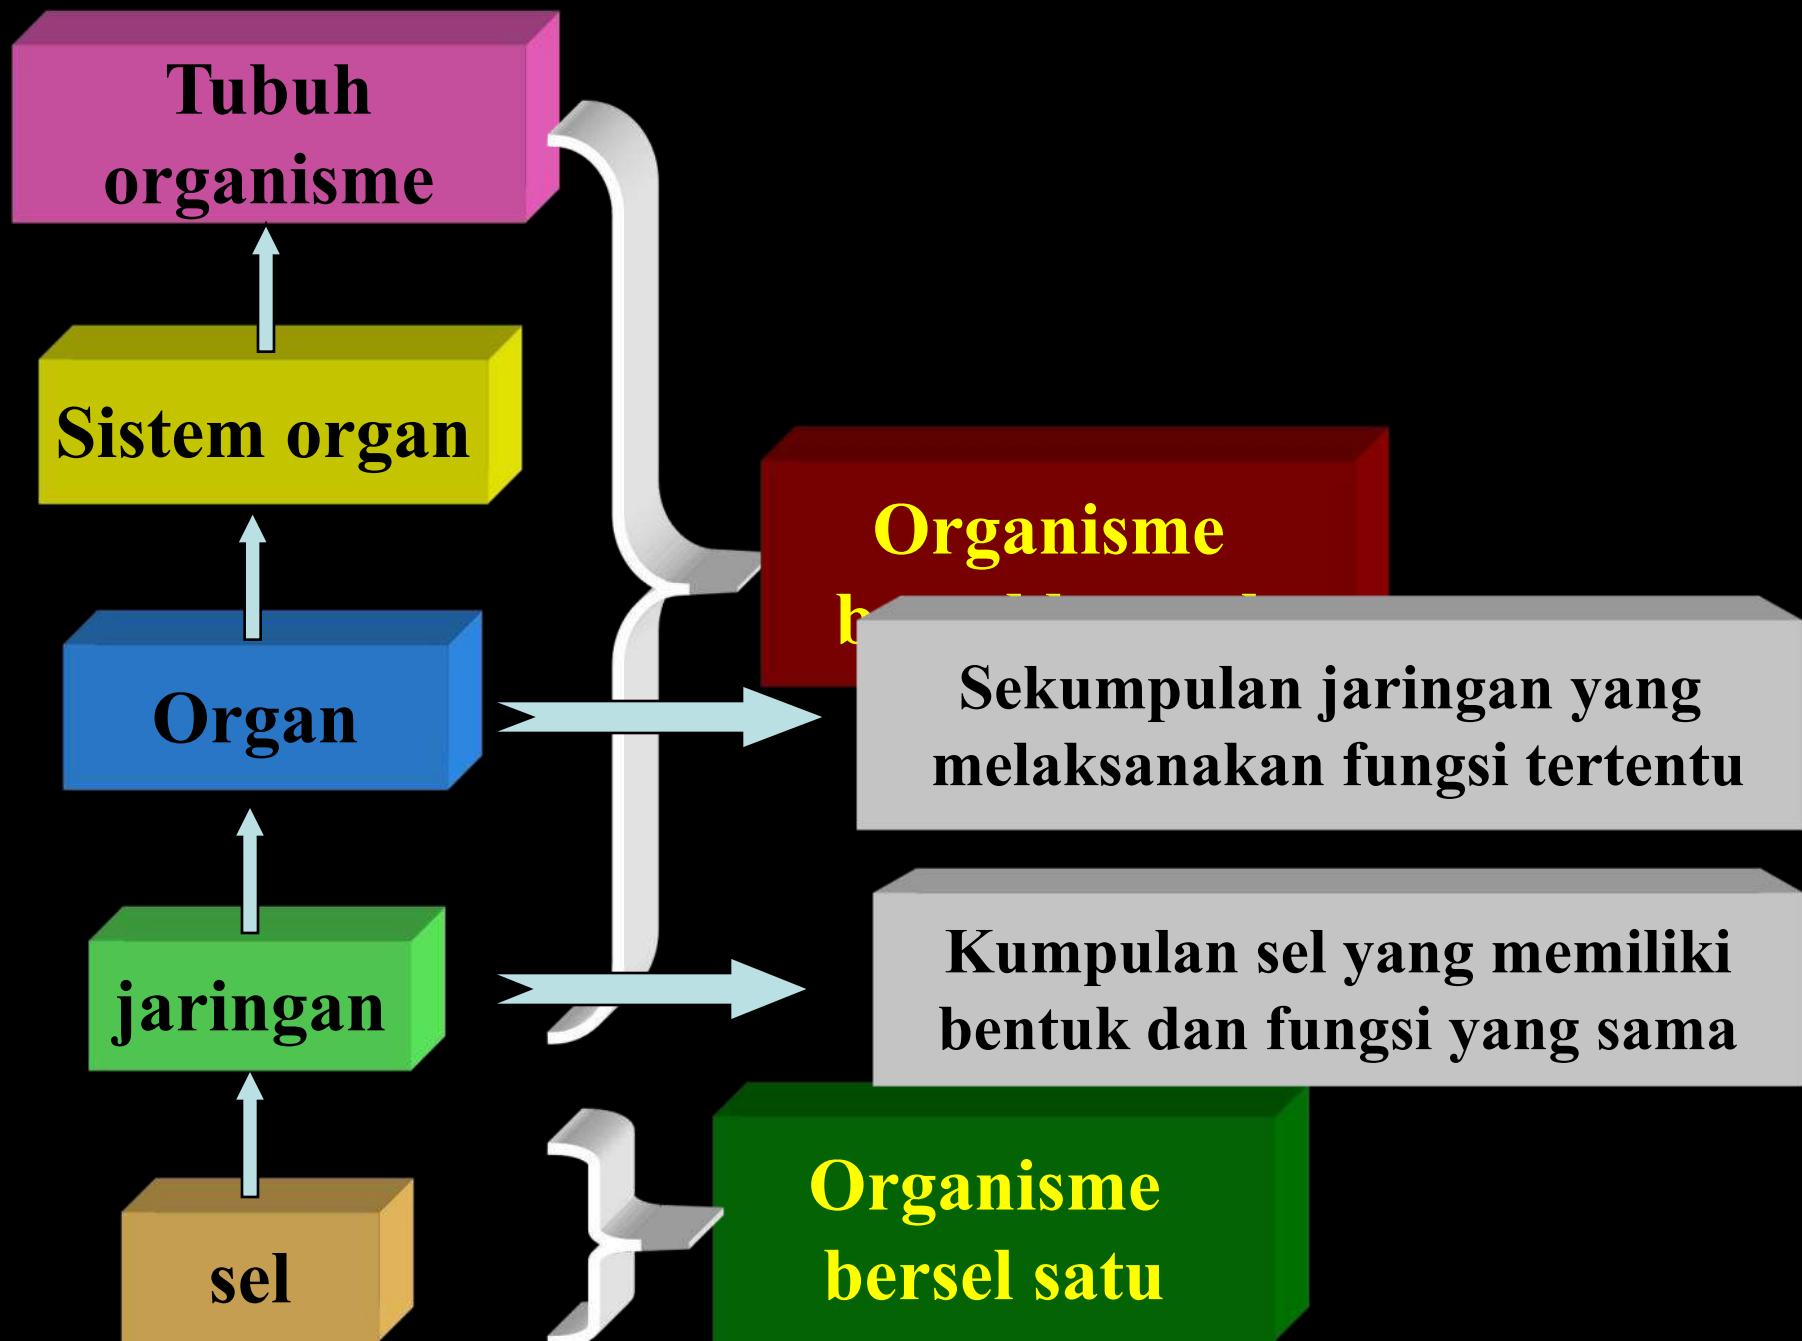 Tubuh
organisme
Sistem organ
Organ
jaringan
sel
Organisme
Sekumpulan jaringan yang
melaksanakan fungsi tertentu
Kumpulan sel yang memiliki
bentuk dan fungsi yang sama
Organisme
bersel satu